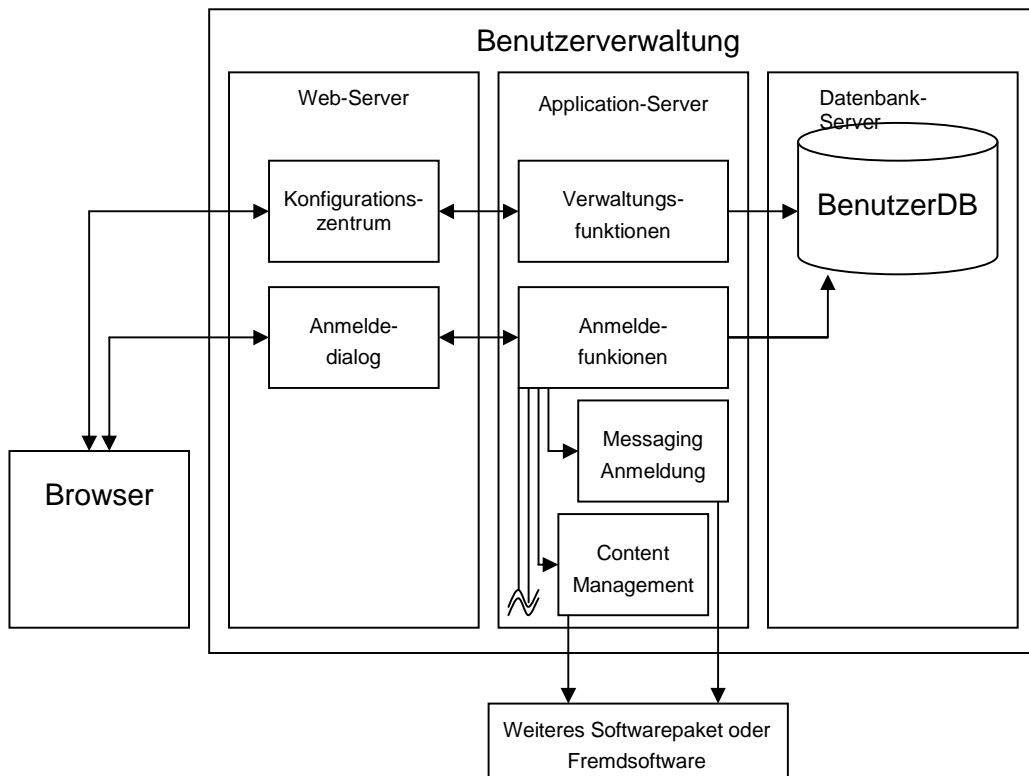 Benutzerverwaltung
Web-Server
Application-Server
Datenbank-
Server
Konfigurations-
zentrum
Verwaltungs-
funktionen
BenutzerDB
Anmelde-
dialog
Anmelde-
funkionen
Messaging
Anmeldung
Browser
Content
Management
Weiteres Softwarepaket oder
Fremdsoftware